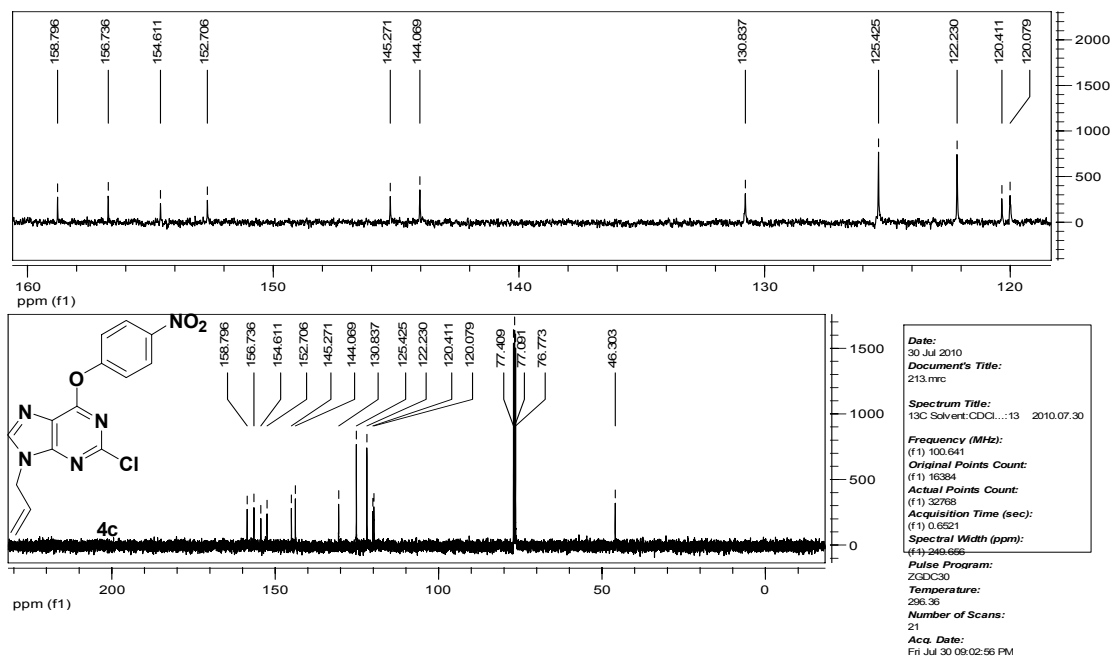 158.796
156.736
154.611
152.706
145.271
144.069
130.837
125.425
122.230
120.411
120.079
2000
1500
1000
500
0
160
150
140
130
120
ppm (f1)
NO2
O
N
N
N
N
Cl
4c
158.796
156.736
154.611
152.706
145.271
144.069
130.837
125.425
122.230
120.411
120.079
77.409
77.091
76.773
46.303
1500
1000
500
0
200
150
100
50
0
ppm (f1)
Date:
30 Jul 2010
Document's Title:
213.mrc
Spectrum Title:
13C Solvent:CDCl...:13 2010.07.30
Frequency (MHz):
(f1) 100.641
Original Points Count:
(f1) 16384
Actual Points Count:
(f1) 32768
Acquisition Time (sec):
(f1) 0.6521
Spectral Width (ppm):
(f1) 249.656
Pulse Program:
ZGDC30
Temperature:
296.36
Number of Scans:
21
Acq. Date:
Fri Jul 30 09:02:56 PM